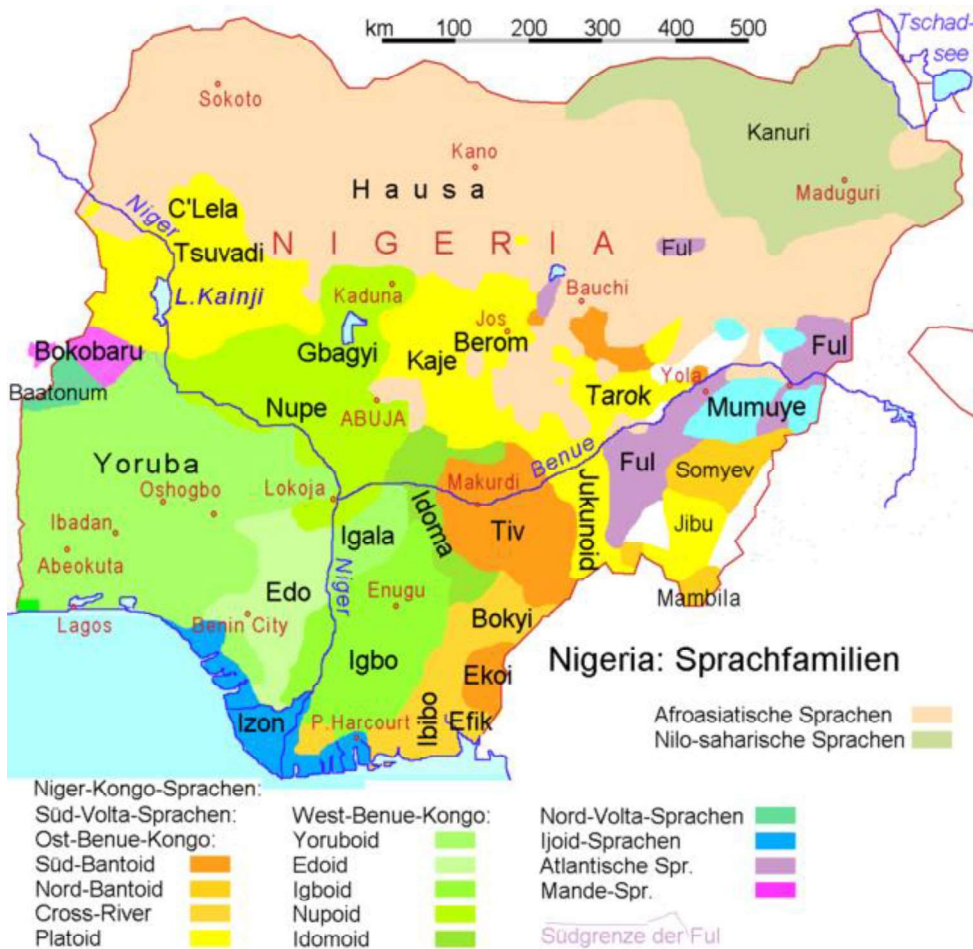 km 100 200 300 400 500
Tschad-
see
Sokoto
Kanuri
Kano
Maduguri
Hausa
Niger
C'Lela
NIGERIA
Tsuvadi
Ful
L.Kainji
Kaduna
Bauchi
Jos
Bokobaru
Gbagyi
Kaje
Berom
Ful
Baatonum
Yola
Tarok
Nupe
ABUJA
Mumuye
Benue
Yoruba
Ful
Somyev
Oshogbo
Lokoja
Makurdi
Jukunoid
Idoma
Ibadan
Igala
Tiv
Jibu
Abeokuta
Niger
Edo
Enugu
Mambila
Lagos
Benin City
Bokyi
Igbo
Nigeria: Sprachfamilien
Ekoi
Izon
P.Harcourt
Ibibo
Efik
Afroasiatische Sprachen
Nilo-saharische Sprachen
Niger-Kongo-Sprachen:
Süd-Volta-Sprachen:
Ost-Benue-Kongo:
Süd-Bantoid
Nord-Bantoid
Cross-River
Platoid
West-Benue-Kongo:
Yoruboid
Edoid
Igboid
Nupoid
Idomoid
Nord-Volta-Sprachen
Ijoid-Sprachen
Atlantische Spr.
Mande-Spr.
Südgrenze der Ful